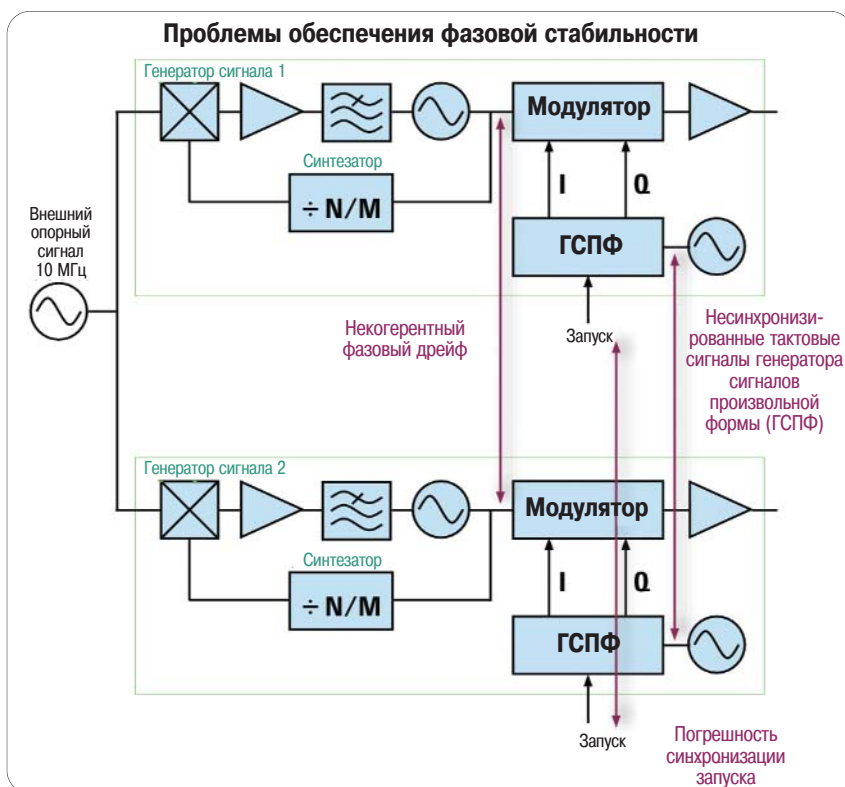 Проблемы обеспечения фазовой стабильности
Генератор сигнала 1
Модулятор
Синтезатор
÷ N/M
I
Q
Внешний
опорный
сигнал
10 МГц
ГСПФ
Запуск
Некогерентный
фазовый дрейф
Несинхронизи-
рованные тактовые
сигналы генератора
сигналов
произвольной
формы (ГСПФ)
Генератор сигнала 2
Модулятор
Синтезатор
÷ N/M
I
Q
ГСПФ
Запуск
Погрешность
синхронизации
запуска